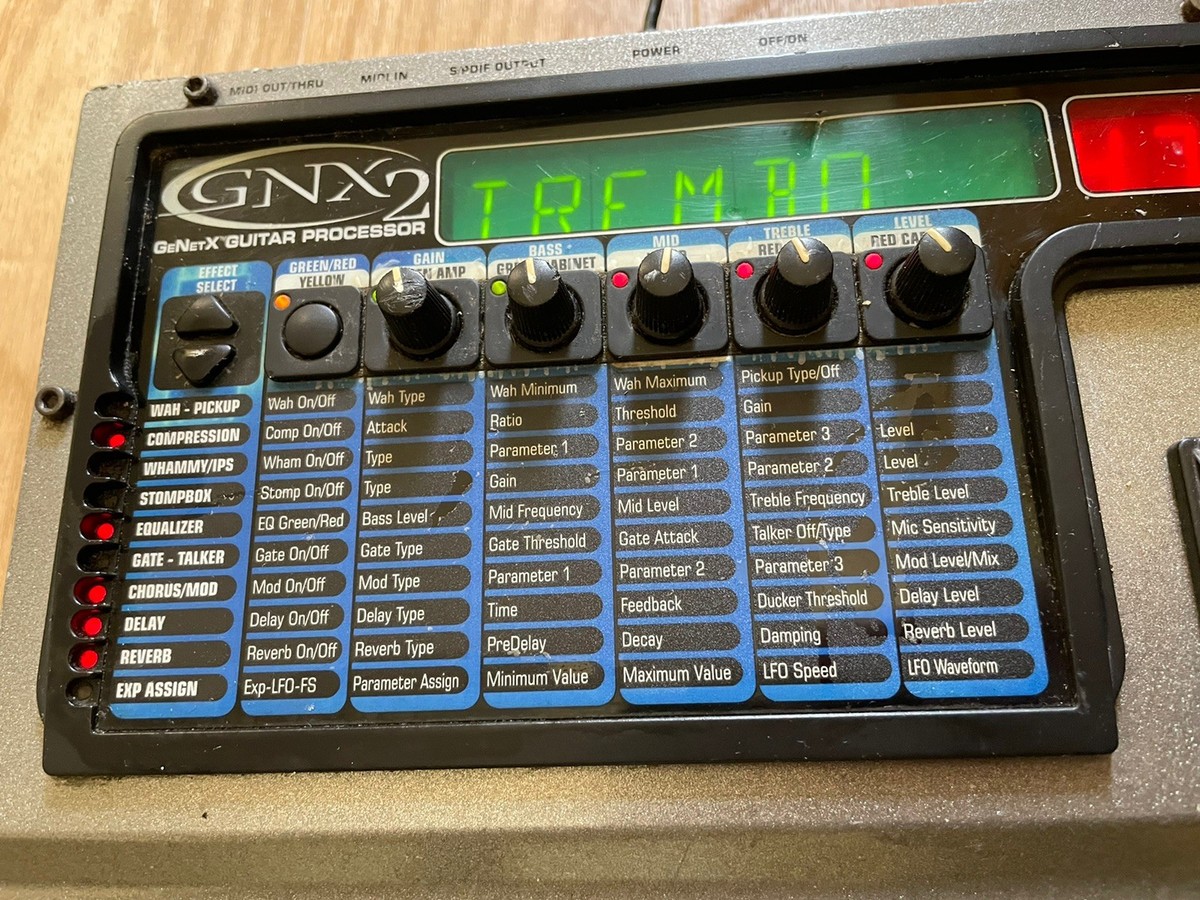 MIDI OUT/THRU MIDI IN S/PDIF OUTPUT POWER OFF/ON
GNX2
GENETX GUITAR PROCESSOR
EFFECT SELECT
GREEN/RED YELLOW
GAIN
BASS
MID
TREBLE
LEVEL
WAH - PICKUP Wah On/Off Wah Type Wah Minimum Wah Maximum Pickup Type/Off
COMPRESSION Comp On/Off Attack Ratio Threshold Gain Level
WHAMMY/IPS Wham On/Off Type Parameter 1 Parameter 2 Parameter 3 Level
STOMPBOX Stomp On/Off Type Gain Parameter 1 Parameter 2 Treble Level
EQUALIZER EQ Green/Red Bass Level Mid Frequency Mid Level Treble Frequency Mic Sensitivity
GATE - TALKER Gate On/Off Gate Type Gate Threshold Gate Attack Talker Off/Type Mod Level/Mix
CHORUS/MOD Mod On/Off Mod Type Parameter 1 Parameter 2 Parameter 3 Delay Level
DELAY Delay On/Off Delay Type Time Feedback Ducker Threshold Reverb Level
REVERB Reverb On/Off Reverb Type PreDelay Decay Damping LFO Waveform
EXP ASSIGN Exp-LFO-FS Parameter Assign Minimum Value Maximum Value LFO Speed